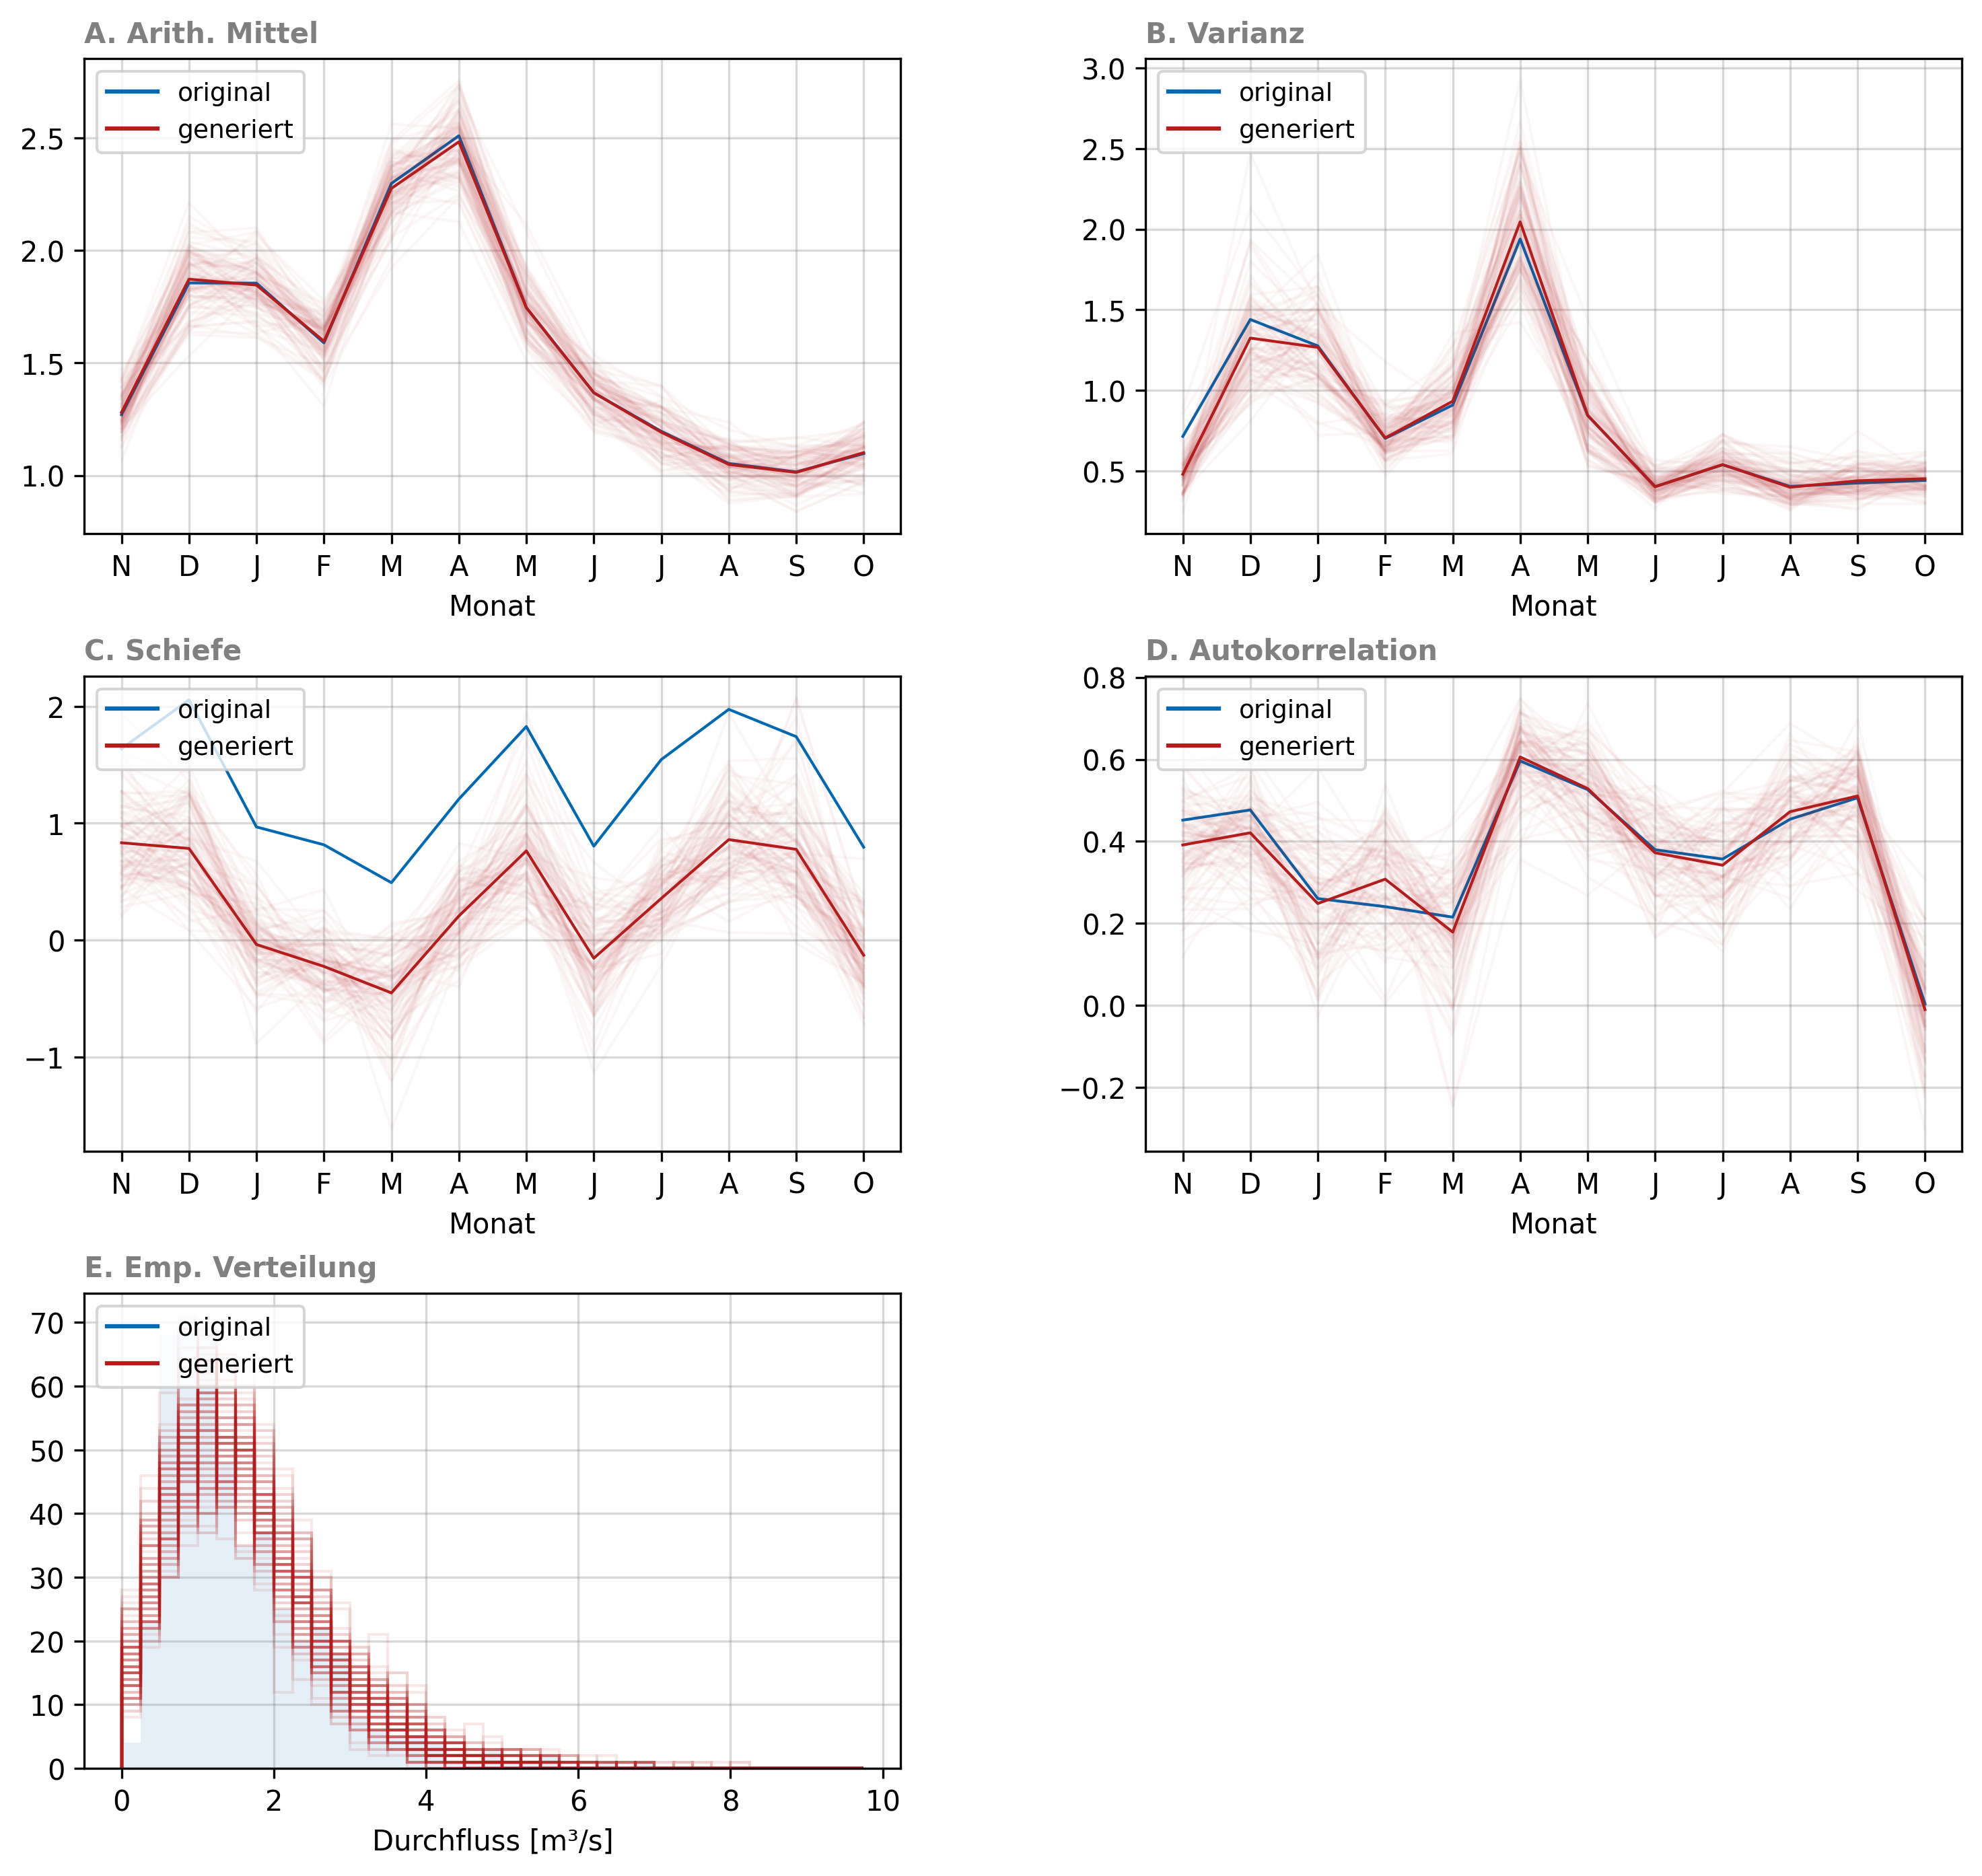 A. Arith. Mittel
original
generiert
2.5
2.0
1.5
1.0
N D J F M A M J J A S O
Monat
B. Varianz
original
generiert
3.0
2.5
2.0
1.5
1.0
0.5
N D J F M A M J J A S O
Monat
C. Schiefe
original
generiert
2
1
0
−1
N D J F M A M J J A S O
Monat
D. Autokorrelation
original
generiert
0.8
0.6
0.4
0.2
0.0
−0.2
N D J F M A M J J A S O
Monat
E. Emp. Verteilung
original
generiert
70
60
50
40
30
20
10
0
0 2 4 6 8 10
Durchfluss [m³/s]